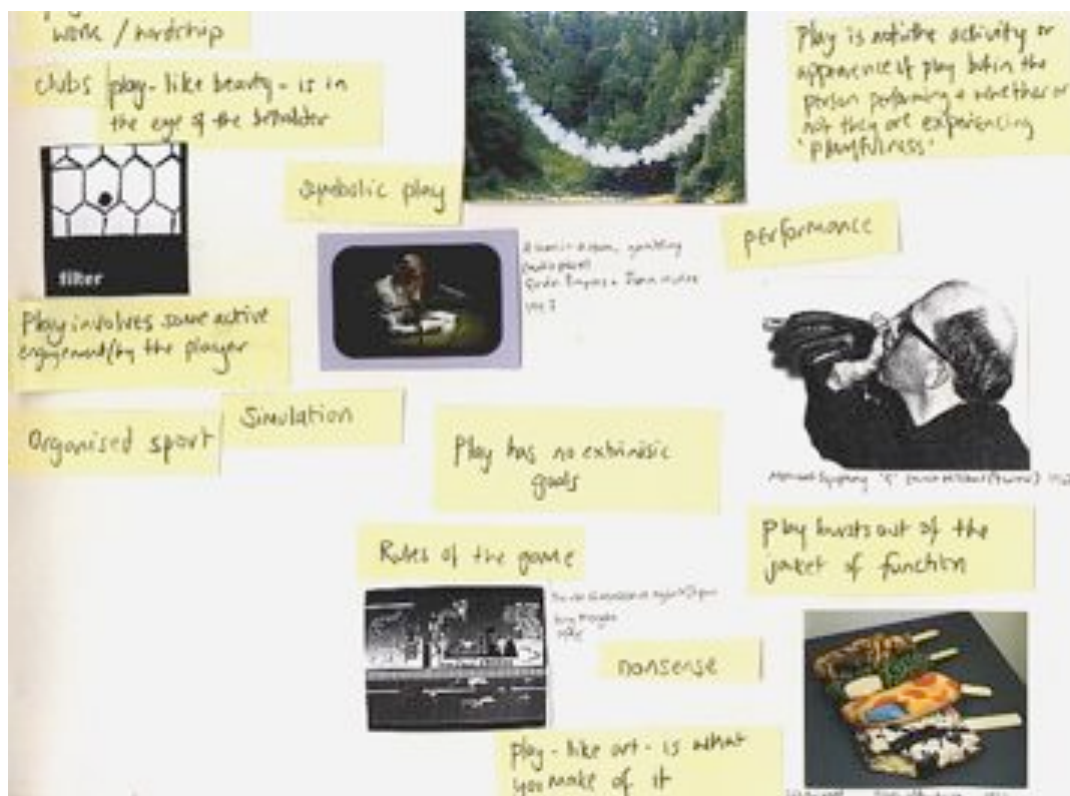 work / hardship
clubs
play - like beauty - is in
the eye of the beholder
Play is not in the activity or
appearence of play but in the
person performing + whether or
not they are experiencing
'playfulness'
symbolic play
performance
filter
Play involves some active
engagement by the player
Organised sport
Simulation
Play has no extrinsic
goals
Rules of the game
Play bursts out of the
jacket of function
nonsense
play - like art - is what
you make of it